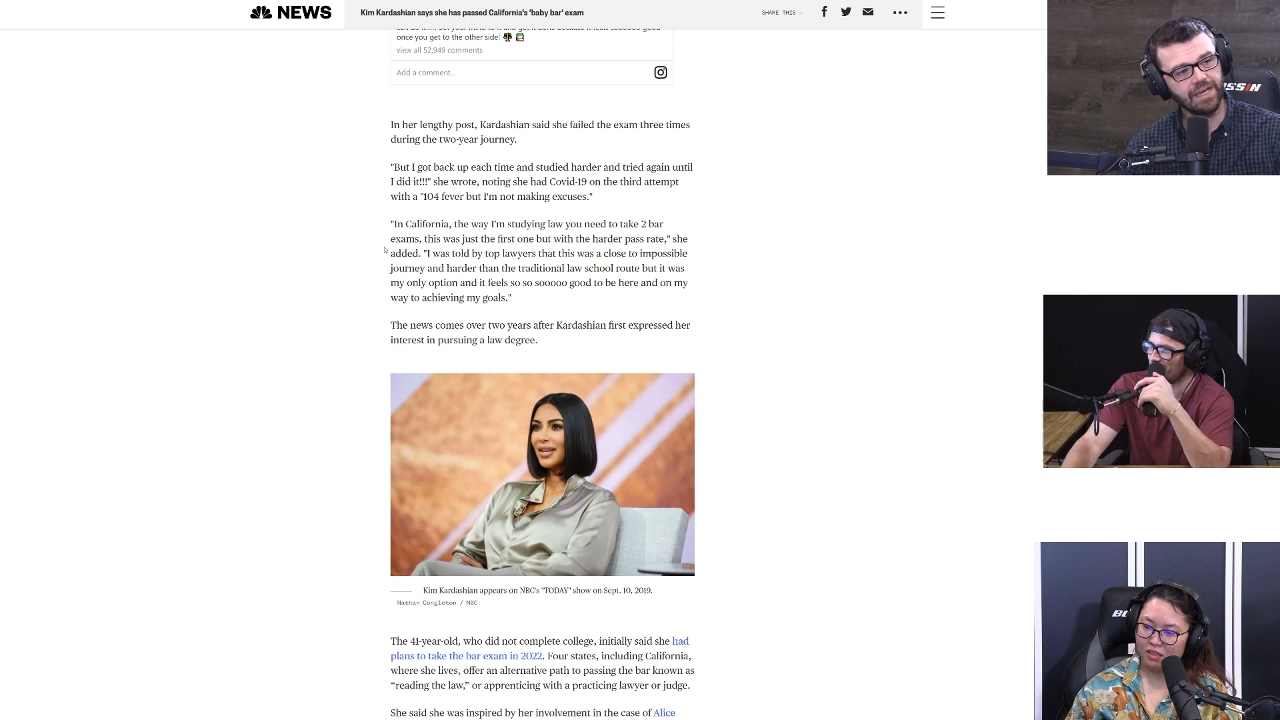 NEWS
Kim Kardashian says she has passed California's 'baby bar' exam
SHARE THIS
once you get to the other side!
view all 52,949 comments
Add a comment...
In her lengthy post, Kardashian said she failed the exam three times
during the two-year journey.
"But I got back up each time and studied harder and tried again until
I did it!!!" she wrote, noting she had Covid-19 on the third attempt
with a "104 fever but I'm not making excuses."
"In California, the way I'm studying law you need to take 2 bar
exams, this was just the first one but with the harder pass rate," she
added. "I was told by top lawyers that this was a close to impossible
journey and harder than the traditional law school route but it was
my only option and it feels so so sooooo good to be here and on my
way to achieving my goals."
The news comes over two years after Kardashian first expressed her
interest in pursuing a law degree.
Kim Kardashian appears on NBC's "TODAY" show on Sept. 10, 2019.
Nathan Congleton / NBC
The 41-year-old, who did not complete college, initially said she had
plans to take the bar exam in 2022. Four states, including California,
where she lives, offer an alternative path to passing the bar known as
“reading the law,” or apprenticing with a practicing lawyer or judge.
She said she was inspired by her involvement in the case of Alice